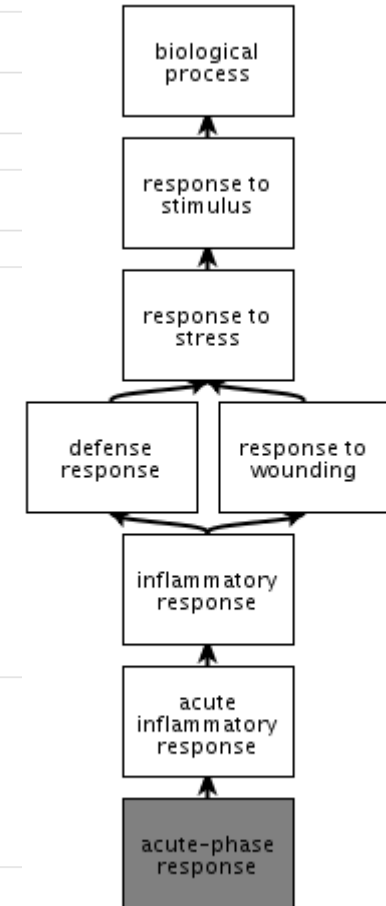 biological
process
response to
stimulus
response to
stress
defense
response
response to
wounding
inflammatory
response
acute
inflammatory
response
acute-phase
response